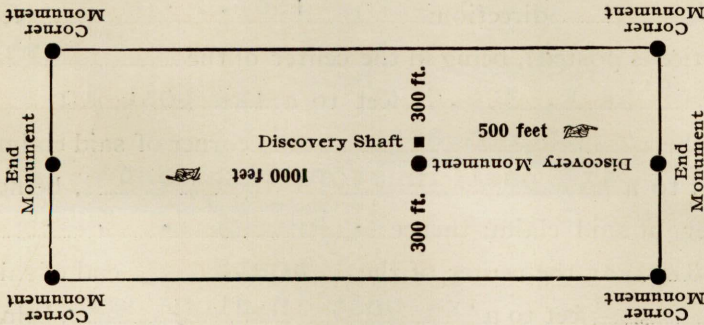 Corner
Monument
Corner
Monument
300 ft.
500 feet
Discovery Shaft
Discovery Monument
End
Monument
End
Monument
1000 feet
300 ft.
Corner
Monument
Corner
Monument